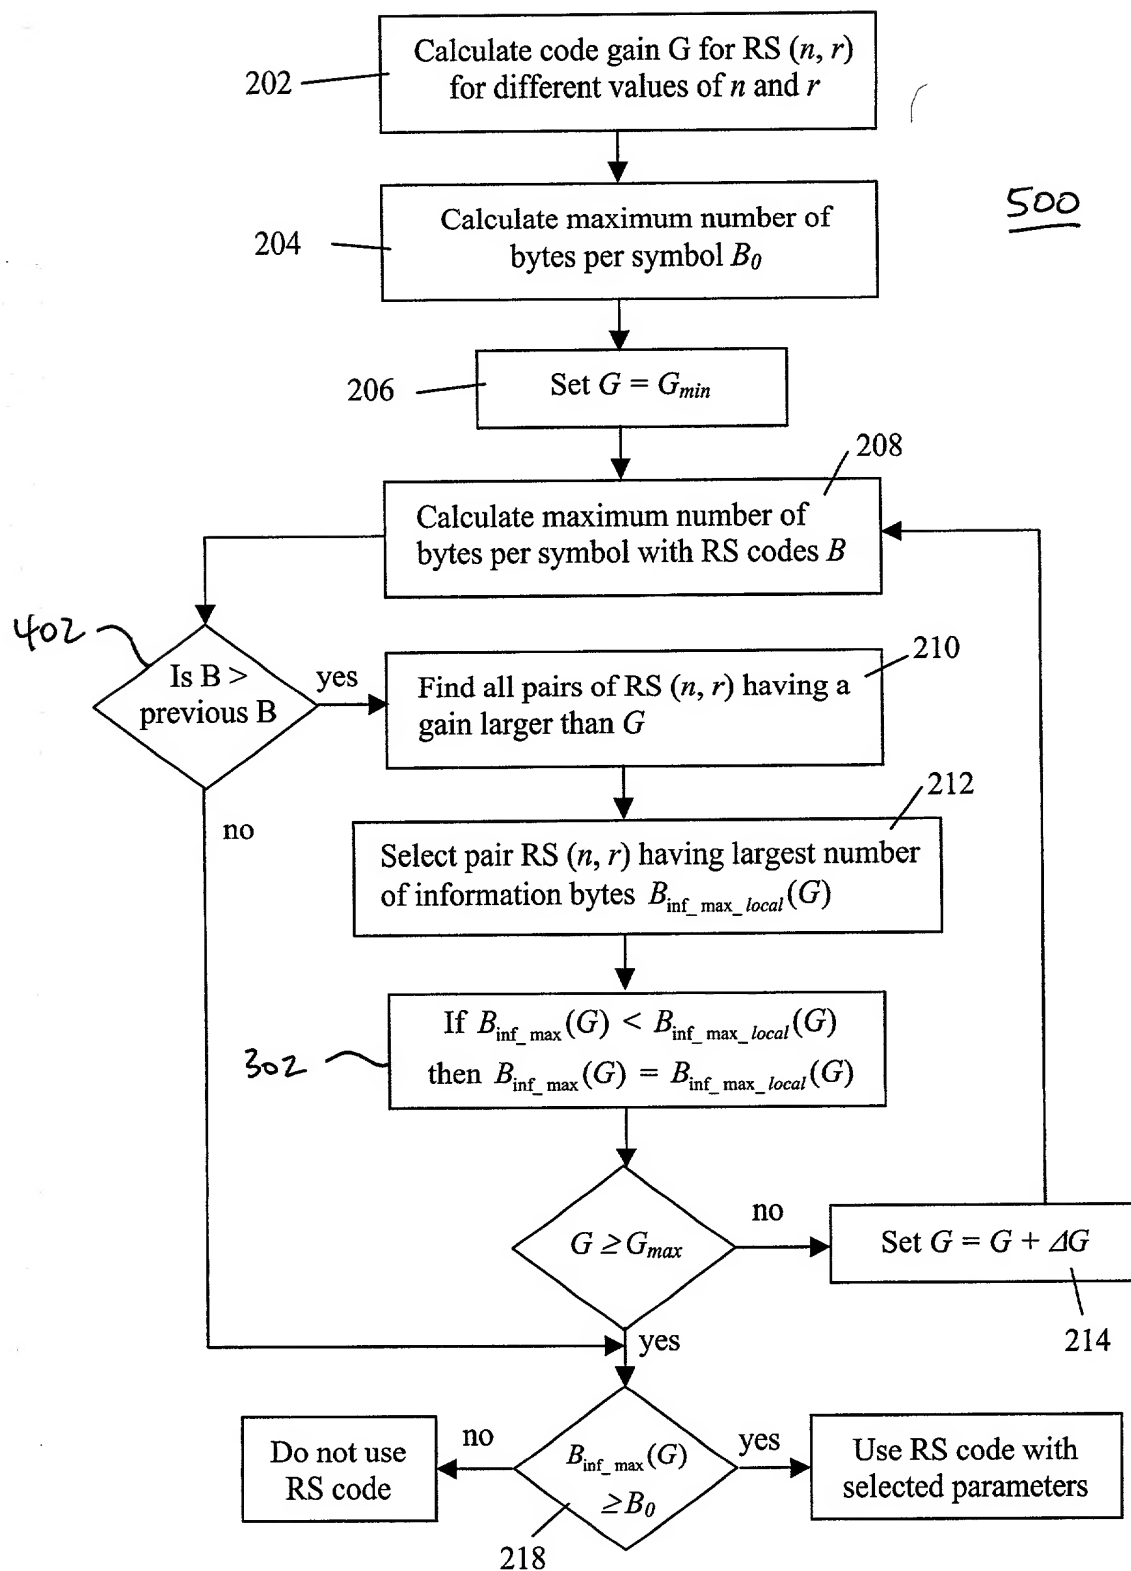 Calculate code gain G for RS (n, r)
for different values of n and r
202
500
Calculate maximum number of
bytes per symbol B0
204
Set G = Gmin
206
208
Calculate maximum number of
bytes per symbol with RS codes B
402
Is B >
previous B
yes
no
210
Find all pairs of RS (n, r) having a
gain larger than G
212
Select pair RS (n, r) having largest number
of information bytes Binf_max_local(G)
If Binf_max(G) < Binf_max_local(G)
then Binf_max(G) = Binf_max_local(G)
302
G ≥ Gmax
no
Set G = G + ΔG
214
yes
Do not use
RS code
no
Binf_max(G)
≥B0
yes
Use RS code with
selected parameters
218